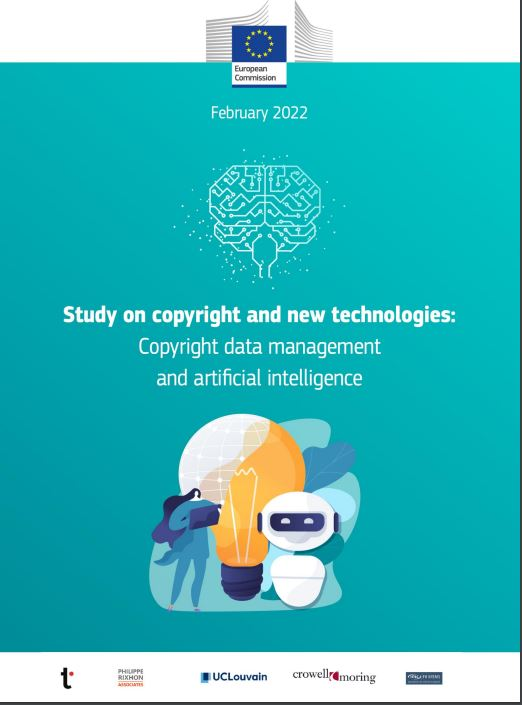 European
Commission
February 2022
Study on copyright and new technologies:
Copyright data management
and artificial intelligence
t
PHILIPPE
RIXHON
ASSOCIATES
UCLouvain
crowell moring